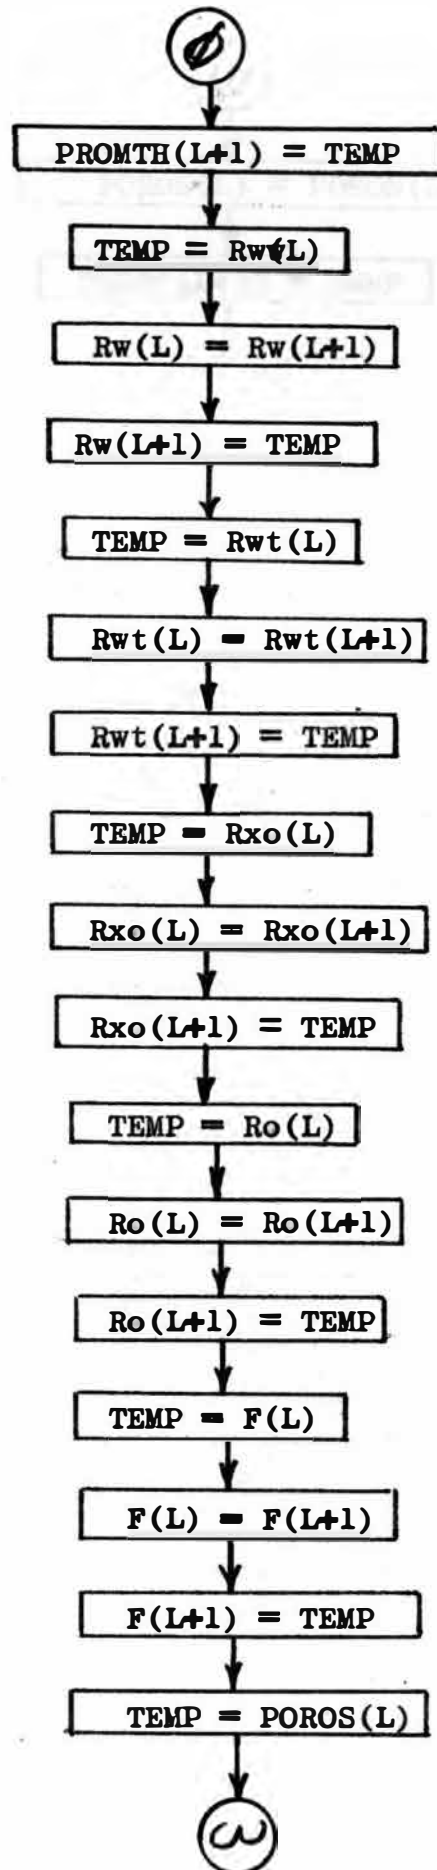 Ø
PROMTH(L+1) = TEMP
TEMP = Rw(L)
Rw(L) = Rw(L+1)
Rw(L+1) = TEMP
TEMP = Rwt(L)
Rwt(L) = Rwt(L+1)
Rwt(L+1) = TEMP
TEMP = Rxo(L)
Rxo(L) = Rxo(L+1)
Rxo(L+1) = TEMP
TEMP = Ro(L)
Ro(L) = Ro(L+1)
Ro(L+1) = TEMP
TEMP = F(L)
F(L) = F(L+1)
F(L+1) = TEMP
TEMP = POROS(L)
ω